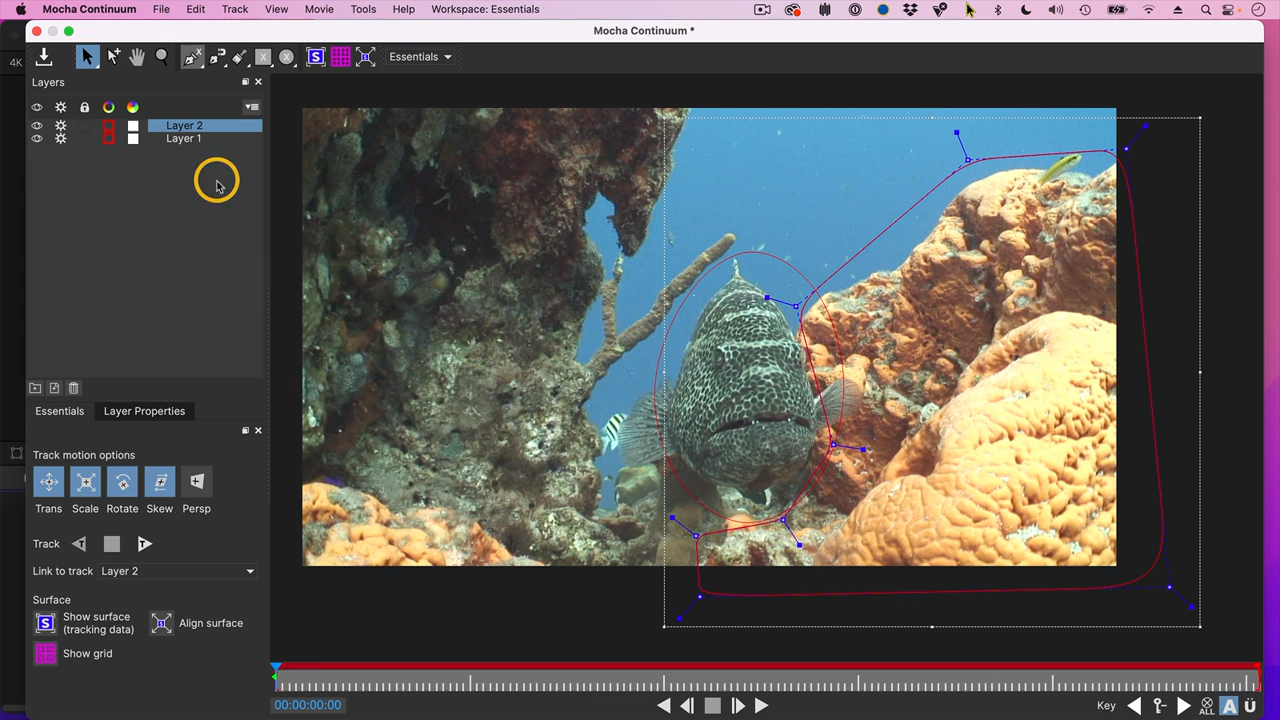 Mocha Continuum File Edit Track View Movie Tools Help Workspace: Essentials
Mocha Continuum *
4K
S
Essentials
Layers
Layer 2
Layer 1
Essentials Layer Properties
Track motion options
Trans Scale Rotate Skew Persp
Track
Link to track Layer 2
Surface
S Show surface (tracking data)
Align surface
Show grid
00:00:00:00
Key
ALL
A
Ü